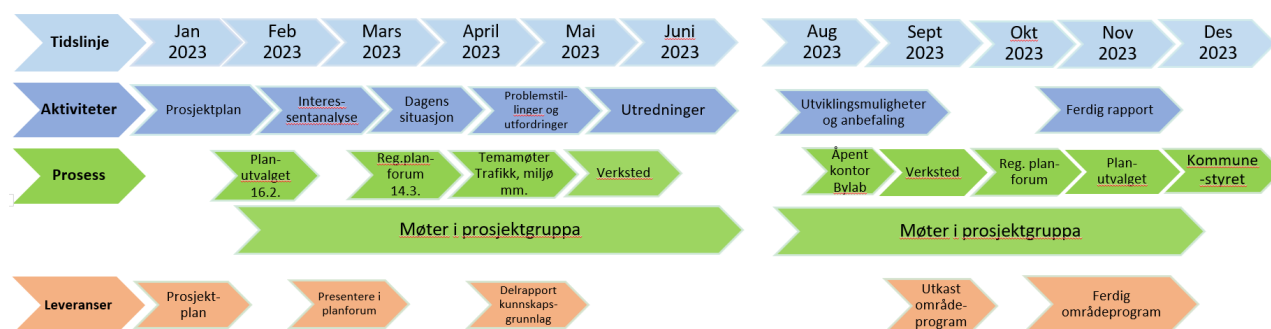 Tidslinje
Jan
2023
Feb
2023
Mars
2023
April
2023
Mai
2023
Juni
2023
Aug
2023
Sept
2023
Okt
2023
Nov
2023
Des
2023
Aktiviteter
Prosjektplan
Interes-
sentanalyse
Dagens
situasjon
Problemstil-
linger og
utfordringer
Utredninger
Utviklingsmuligheter
og anbefaling
Ferdig rapport
Prosess
Plan-
utvalget
16.2.
Reg.plan-
forum
14.3.
Temamøter
Trafikk, miljø
mm.
Verksted
Åpent
kontor
Bylab
Verksted
Reg. plan-
forum
Plan-
utvalget
Kommune
-styret
Møter i prosjektgruppa
Møter i prosjektgruppa
Leveranser
Prosjekt-
plan
Presentere i
planforum
Delrapport
kunnskaps-
grunnlag
Utkast
område-
program
Ferdig
områdeprogram